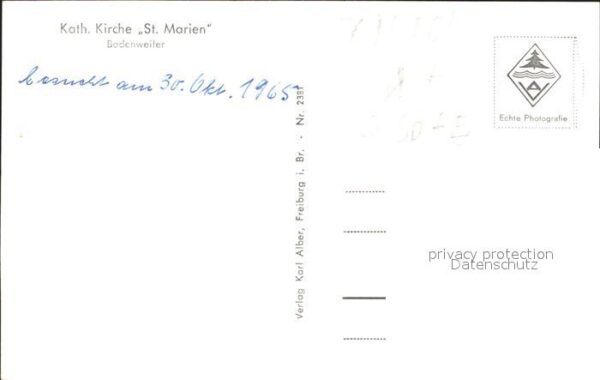 Kath. Kirche „St. Marien"
Badenweiler
besucht am 30. Okt. 1965
Verlag Karl Alber, Freiburg i. Br. - Nr. 2381
Echte Photografie
privacy protection
Datenschutz